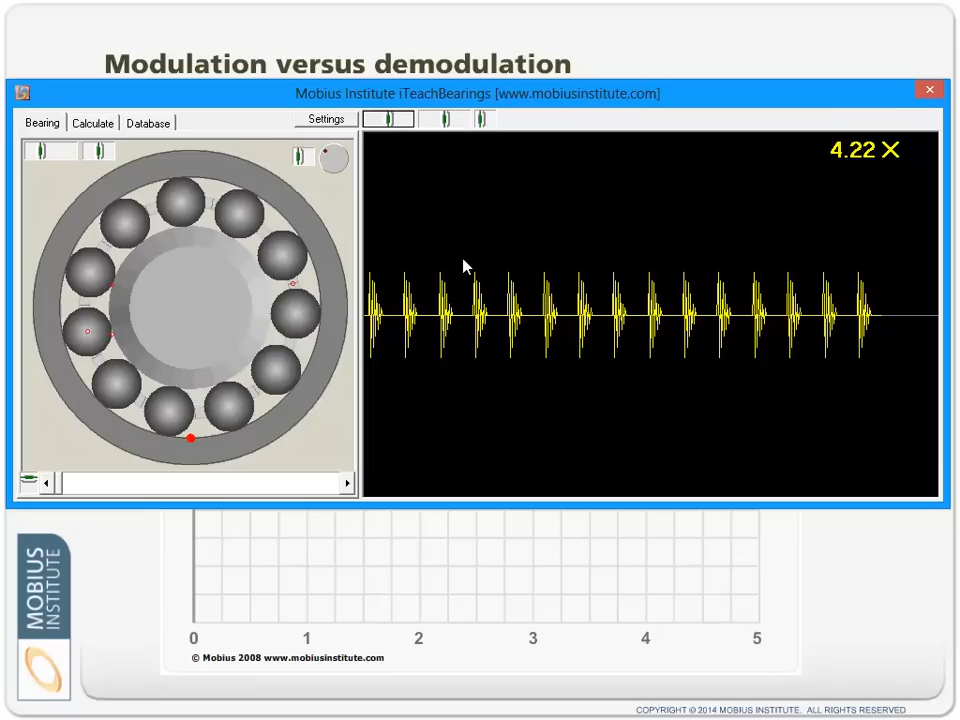 Modulation versus demodulation
Mobius Institute iTeachBearings [www.mobiusinstitute.com]
Bearing Calculate Database Settings
4.22 X
MOBIUS
INSTITUTE
0 1 2 3 4 5
© Mobius 2008 www.mobiusinstitute.com
COPYRIGHT © 2014 MOBIUS INSTITUTE. ALL RIGHTS RESERVED